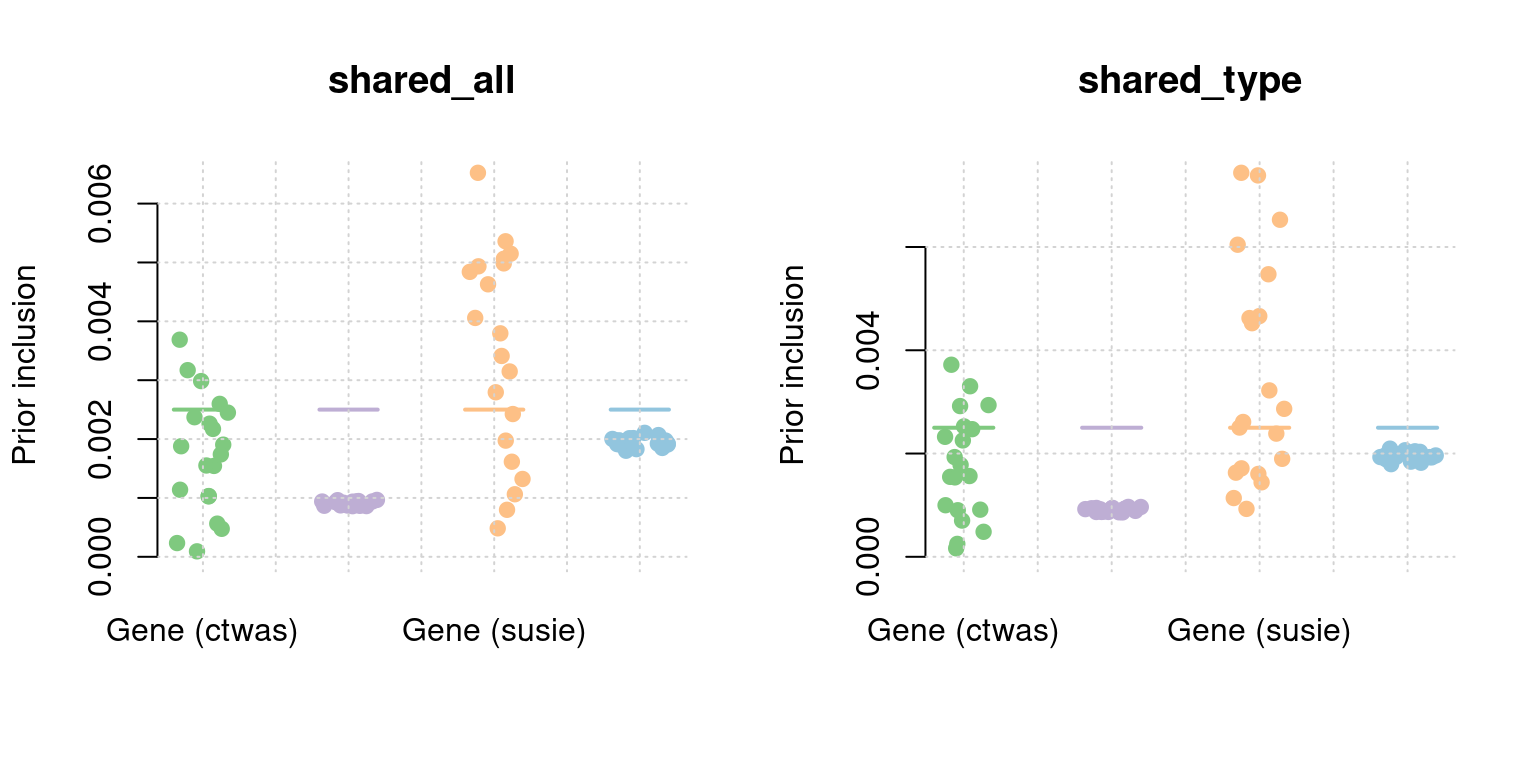 shared_all
Prior inclusion
0.006
0.004
0.002
0.000
Gene (ctwas)
Gene (susie)
shared_type
Prior inclusion
0.004
0.000
Gene (ctwas)
Gene (susie)